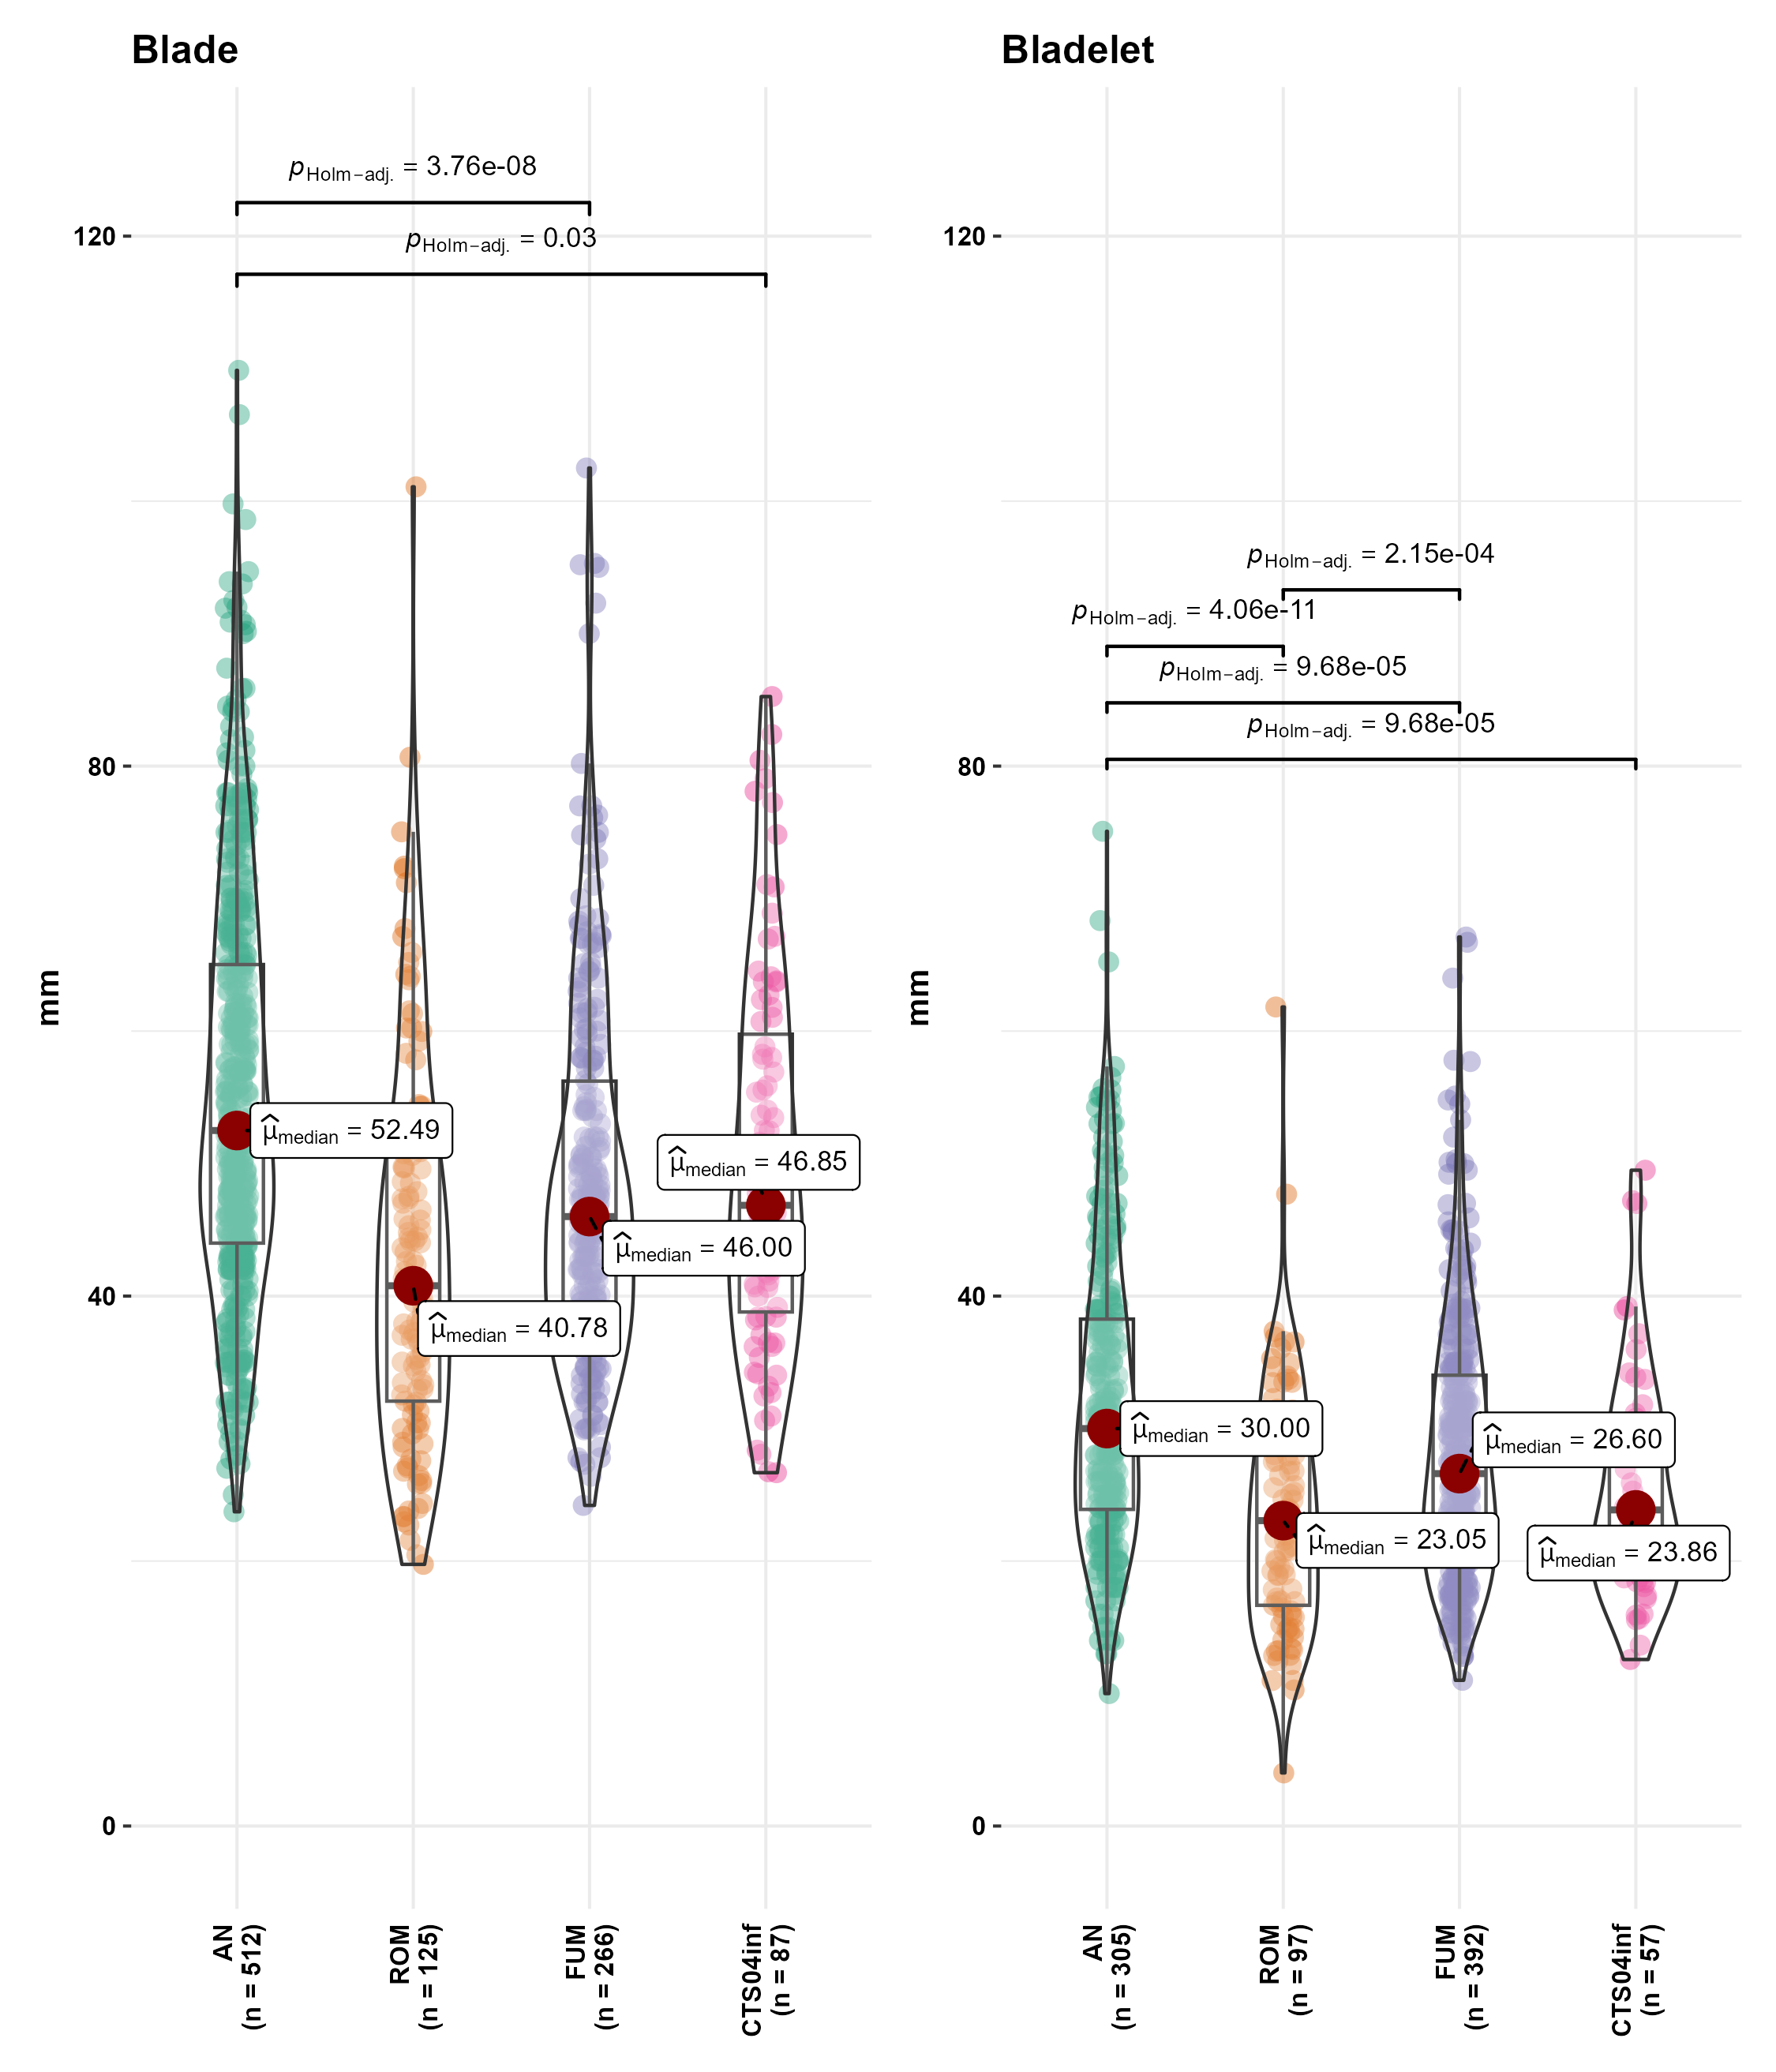 Blade
pHolm−adj. = 3.76e-08
120
pHolm−adj. = 0.03
80
mm
μ̂median = 52.49
μ̂median = 46.85
μ̂median = 46.00
40
μ̂median = 40.78
0
AN
(n = 512)
ROM
(n = 125)
FUM
(n = 266)
CTS04inf
(n = 87)
Bladelet
120
pHolm−adj. = 2.15e-04
pHolm−adj. = 4.06e-11
pHolm−adj. = 9.68e-05
pHolm−adj. = 9.68e-05
80
mm
40
μ̂median = 30.00
μ̂median = 26.60
μ̂median = 23.05
μ̂median = 23.86
0
AN
(n = 305)
ROM
(n = 97)
FUM
(n = 392)
CTS04inf
(n = 57)